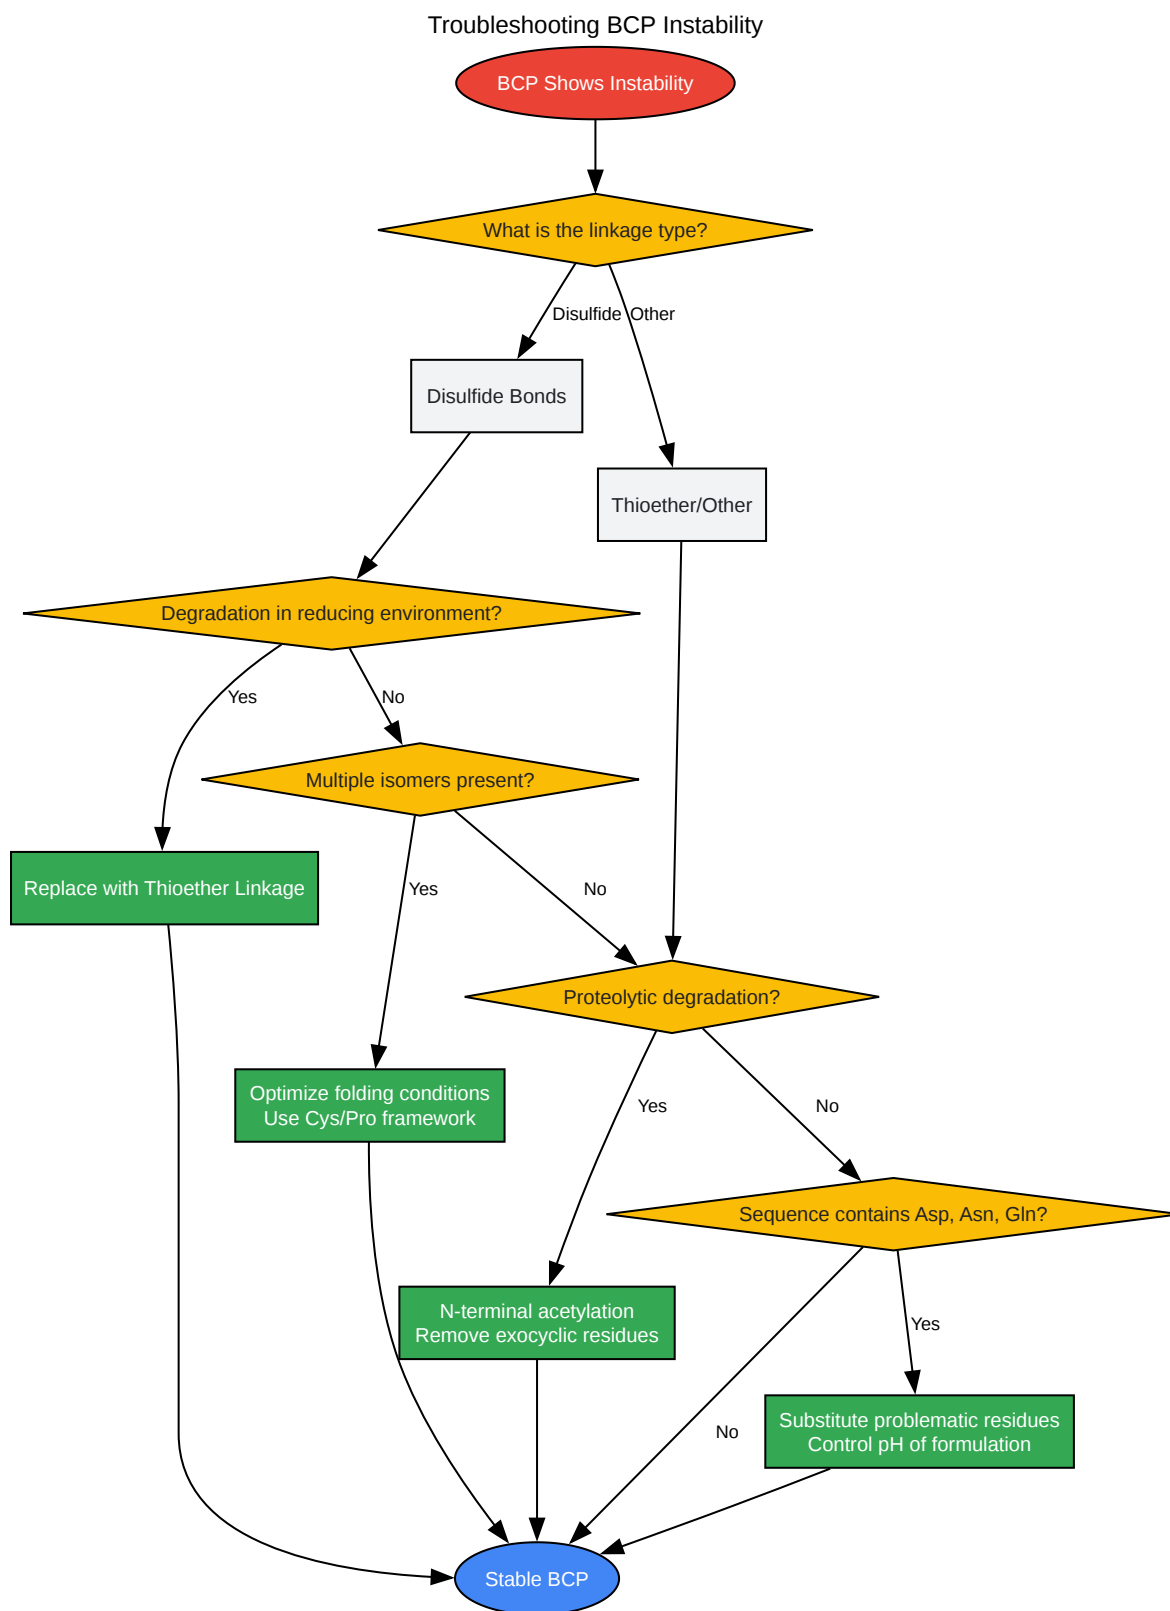 Troubleshooting BCP Instability
BCP Shows Instability
What is the linkage type?
Disulfide
Other
Disulfide Bonds
Thioether/Other
Degradation in reducing environment?
Yes
No
Multiple isomers present?
Replace with Thioether Linkage
Yes
No
Proteolytic degradation?
Optimize folding conditions
Use Cys/Pro framework
Yes
No
Sequence contains Asp, Asn, Gln?
N-terminal acetylation
Remove exocyclic residues
Yes
No
Substitute problematic residues
Control pH of formulation
Stable BCP